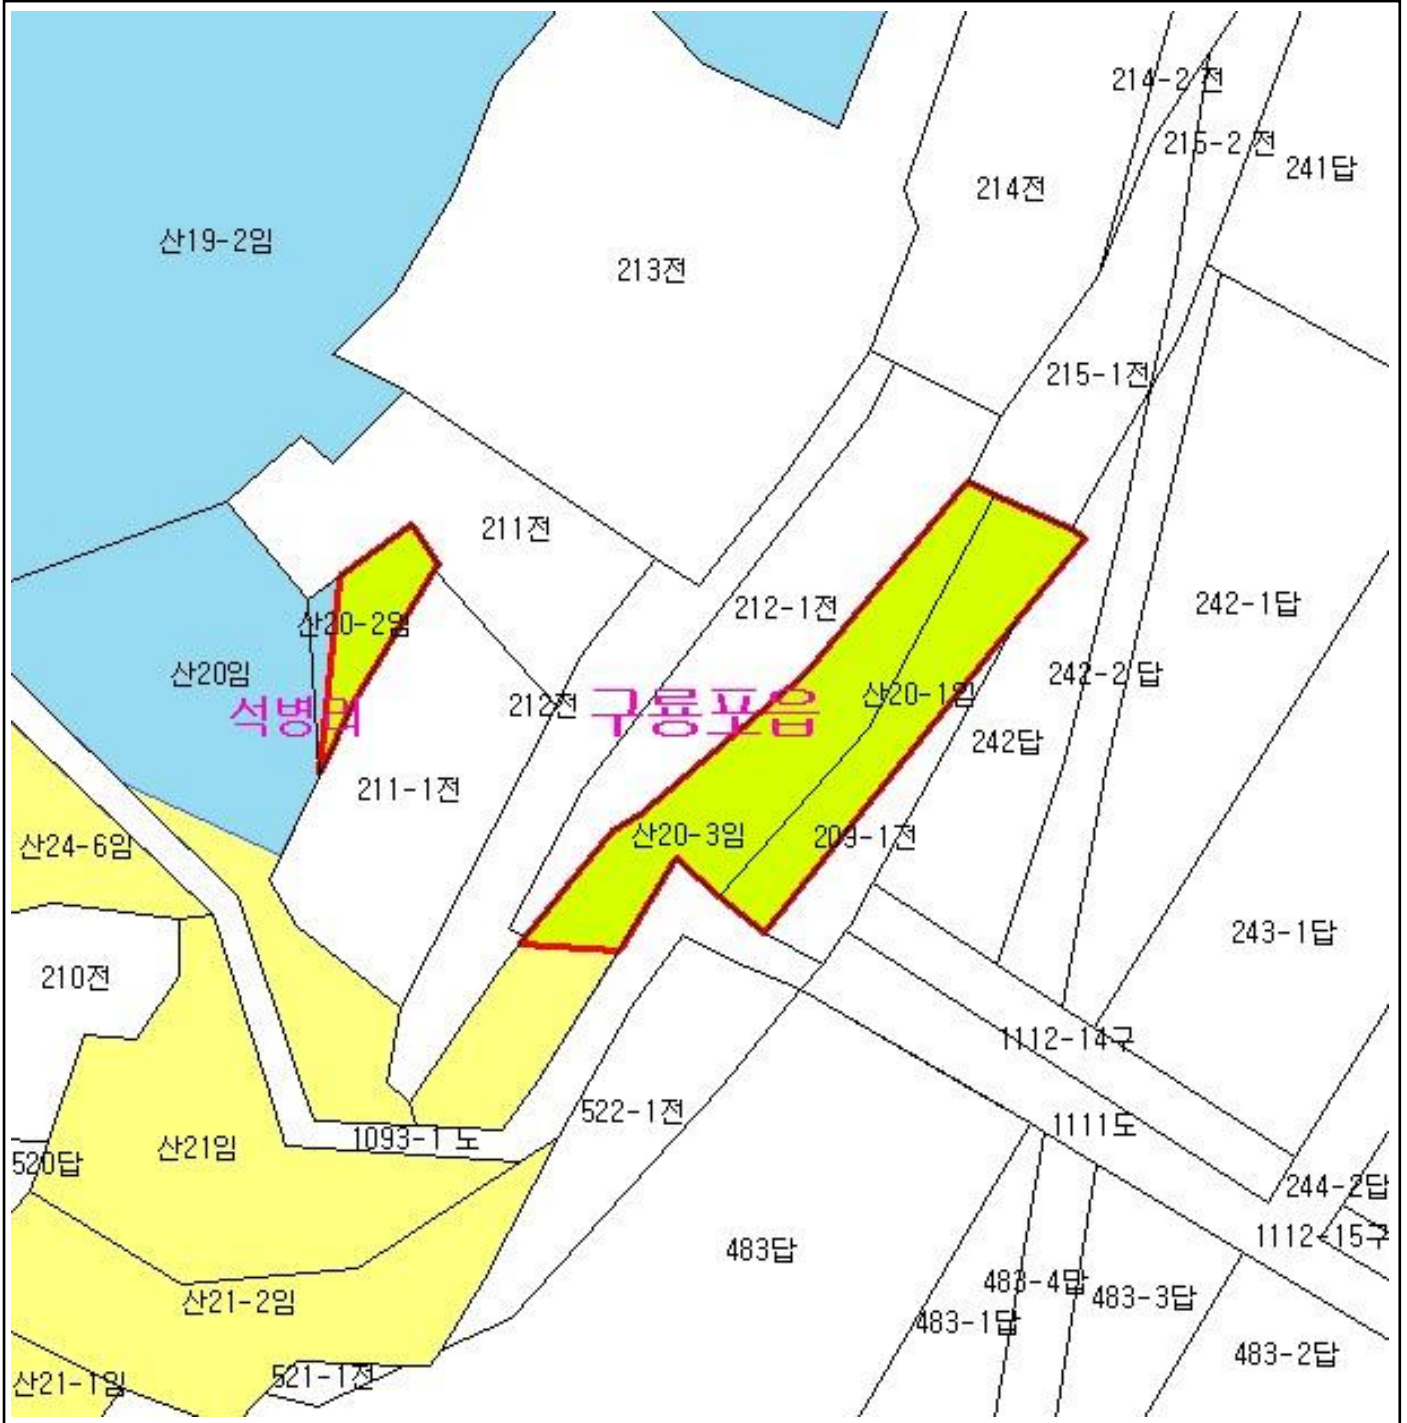 214-2 전
215-2 전
241답
214전
산19-2임
213전
215-1전
211전
212-1전
242-1답
산20-2임
산20임
242-2 답
산20-1임
212전
석병리
구룡포읍
242답
211-1전
산20-3임
209-1전
산24-6임
243-1답
210전
1112-14구
522-1전
1111도
1093-1 도
산21임
520답
244-2답
1112-15구
483답
483-4답
483-3답
산21-2임
483-1답
483-2답
521-1전
산21-1임